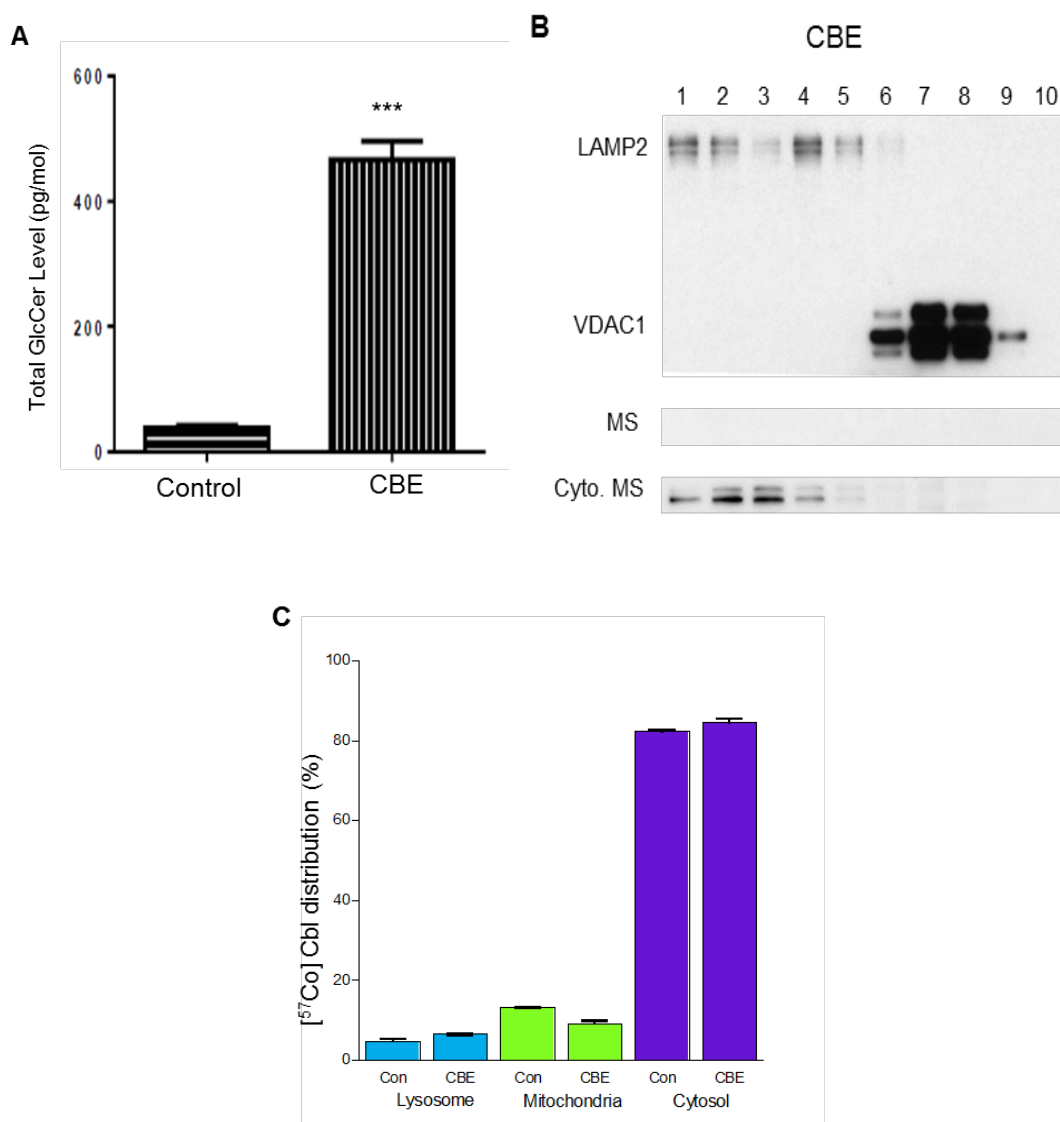 A
Total GlcCer Level (pg/mol)
600
400
200
0
***
Control
CBE
B
CBE
1 2 3 4 5 6 7 8 9 10
LAMP2
VDAC1
MS
Cyto. MS
C
[⁵⁷Co] Cbl distribution (%)
100
80
60
40
20
0
Con CBE Con CBE Con CBE
Lysosome Mitochondria Cytosol